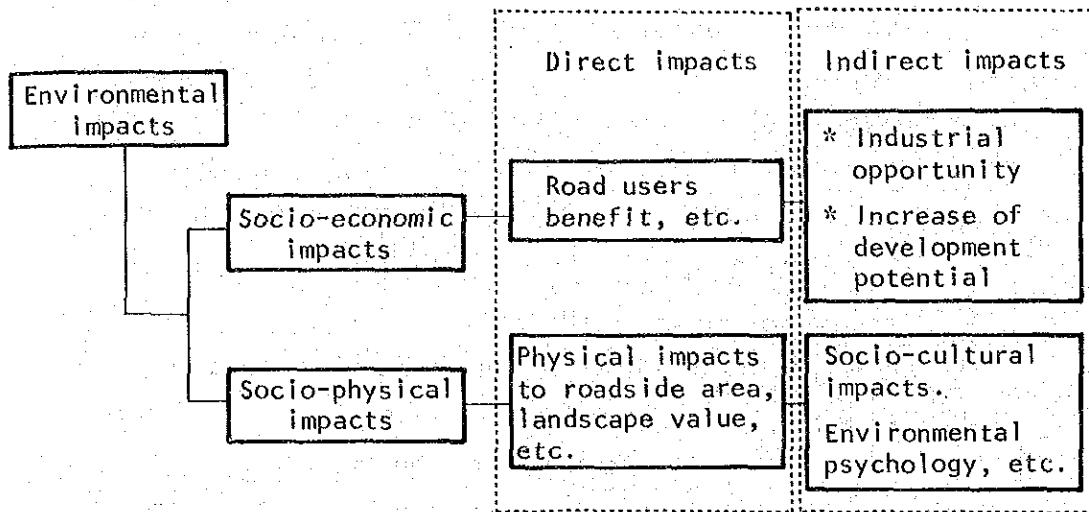 Direct impacts
Indirect impacts
Environmental
impacts
Socio-economic
impacts
Road users
benefit, etc.
* Industrial
opportunity
* Increase of
development
potential
Socio-physical
impacts
Physical impacts
to roadside area,
landscape value,
etc.
Socio-cultural
impacts.
Environmental
psychology, etc.